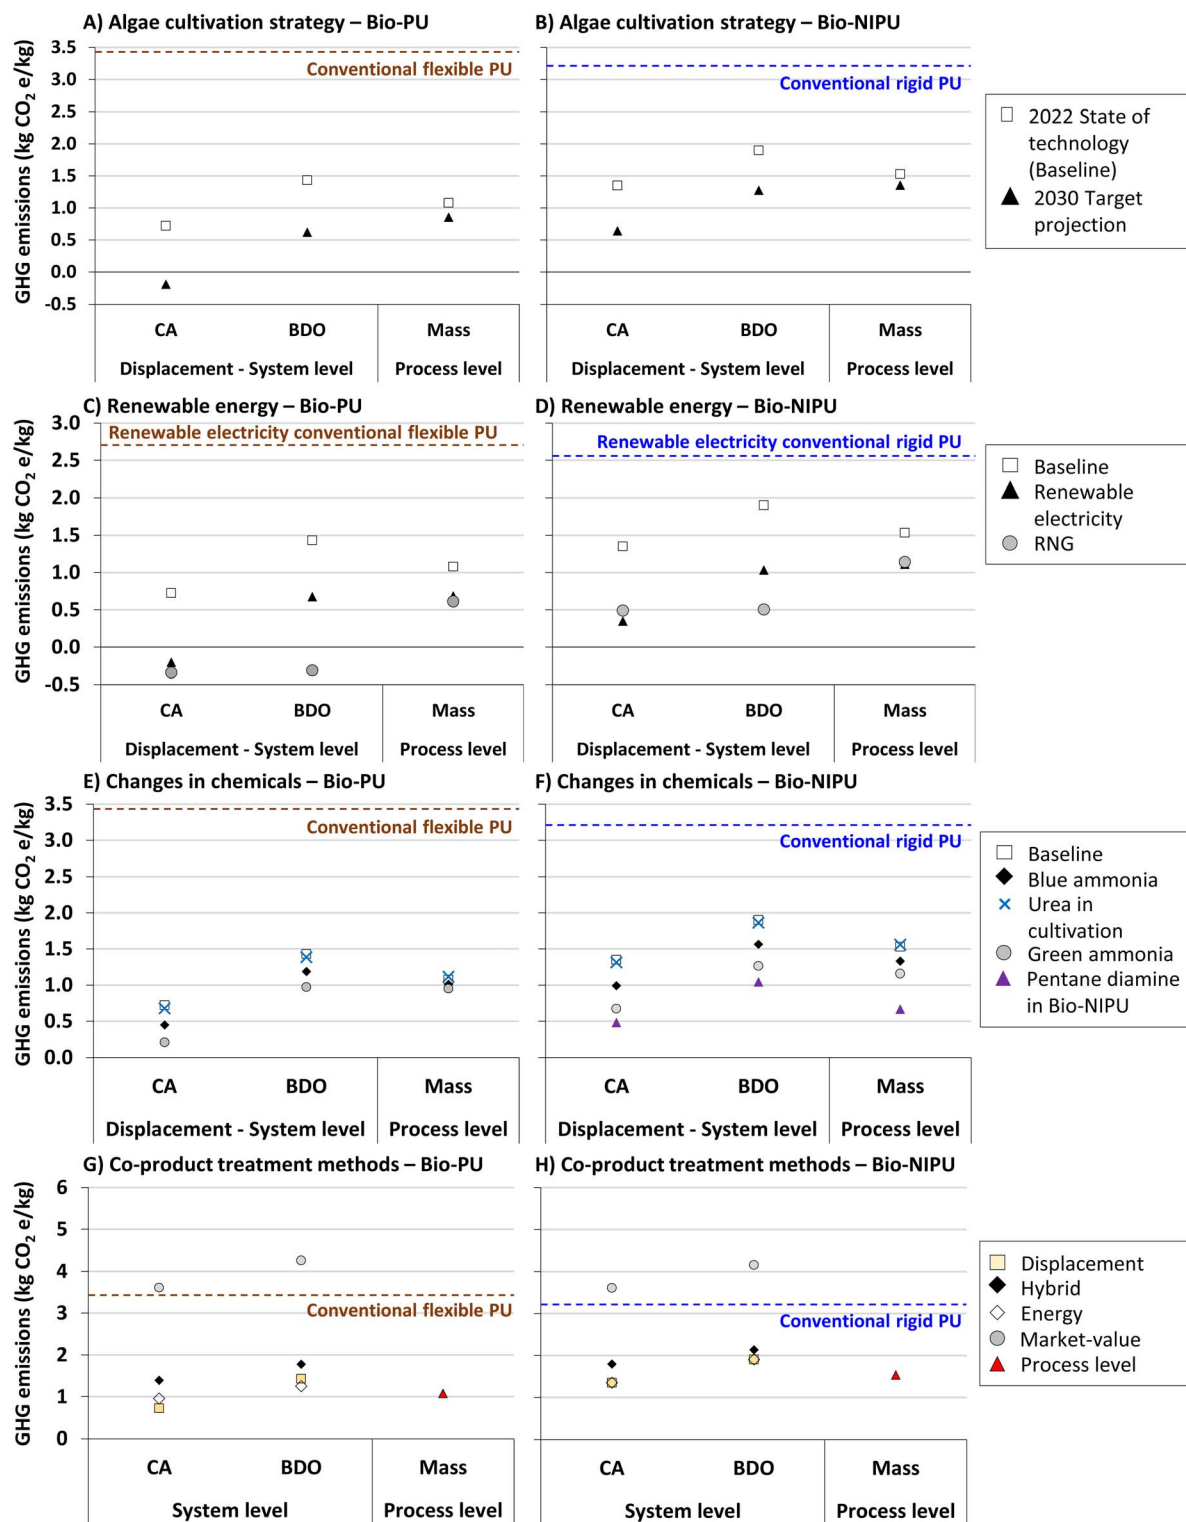 A) Algae cultivation strategy – Bio-PU
GHG emissions (kg CO2 e/kg)
3.5
3.0
2.5
2.0
1.5
1.0
0.5
0.0
-0.5
Conventional flexible PU
CA
BDO
Mass
Displacement - System level
Process level
B) Algae cultivation strategy – Bio-NIPU
Conventional rigid PU
CA
BDO
Mass
Displacement - System level
Process level
2022 State of
technology
(Baseline)
2030 Target
projection
C) Renewable energy – Bio-PU
GHG emissions (kg CO2 e/kg)
3.0
2.5
2.0
1.5
1.0
0.5
0.0
-0.5
Renewable electricity conventional flexible PU
CA
BDO
Mass
Displacement - System level
Process level
D) Renewable energy – Bio-NIPU
Renewable electricity conventional rigid PU
CA
BDO
Mass
Displacement - System level
Process level
Baseline
Renewable
electricity
RNG
E) Changes in chemicals – Bio-PU
GHG emissions (kg CO2 e/kg)
3.5
3.0
2.5
2.0
1.5
1.0
0.5
0.0
Conventional flexible PU
CA
BDO
Mass
Displacement - System level
Process level
F) Changes in chemicals – Bio-NIPU
Conventional rigid PU
CA
BDO
Mass
Displacement - System level
Process level
Baseline
Blue ammonia
Urea in
cultivation
Green ammonia
Pentane diamine
in Bio-NIPU
G) Co-product treatment methods – Bio-PU
GHG emissions (kg CO2 e/kg)
6
5
4
3
2
1
0
Conventional flexible PU
CA
BDO
Mass
System level
Process level
H) Co-product treatment methods – Bio-NIPU
Conventional rigid PU
CA
BDO
Mass
System level
Process level
Displacement
Hybrid
Energy
Market-value
Process level